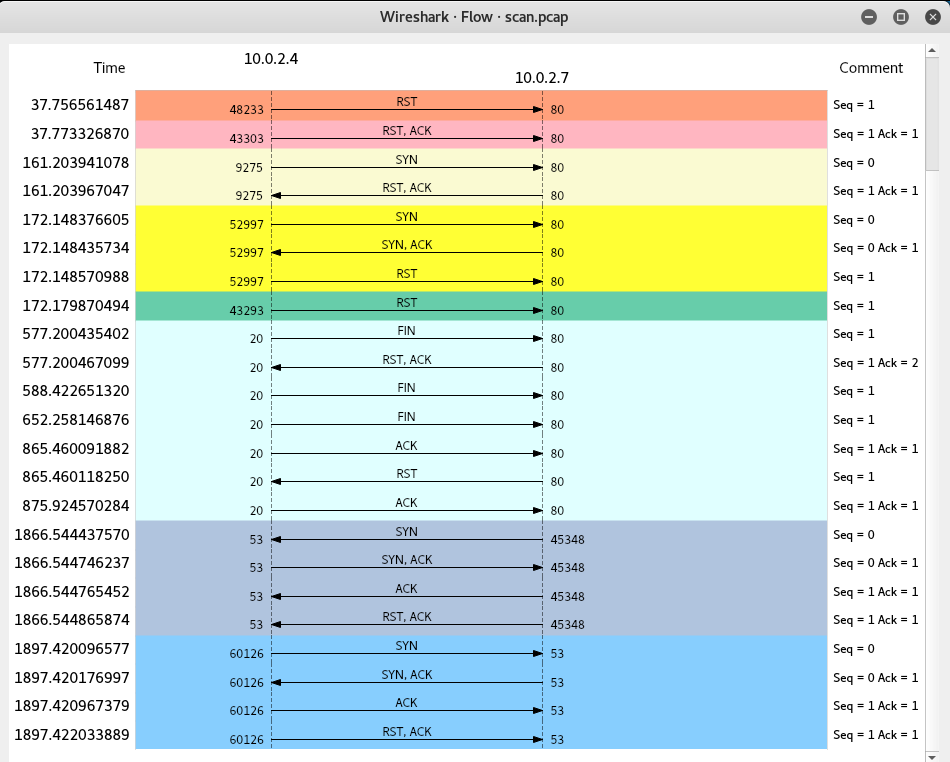 Wireshark · Flow · scan.pcap
Time 10.0.2.4 10.0.2.7 Comment
37.756561487 48233 RST 80 Seq = 1
37.773326870 43303 RST, ACK 80 Seq = 1 Ack = 1
161.203941078 9275 SYN 80 Seq = 0
161.203967047 9275 RST, ACK 80 Seq = 1 Ack = 1
172.148376605 52997 SYN 80 Seq = 0
172.148435734 52997 SYN, ACK 80 Seq = 0 Ack = 1
172.148570988 52997 RST 80 Seq = 1
172.179870494 43293 RST 80 Seq = 1
577.200435402 20 FIN 80 Seq = 1
577.200467099 20 RST, ACK 80 Seq = 1 Ack = 2
588.422651320 20 FIN 80 Seq = 1
652.258146876 20 FIN 80 Seq = 1
865.460091882 20 ACK 80 Seq = 1 Ack = 1
865.460118250 20 RST 80 Seq = 1
875.924570284 20 ACK 80 Seq = 1 Ack = 1
1866.544437570 53 SYN 45348 Seq = 0
1866.544746237 53 SYN, ACK 45348 Seq = 0 Ack = 1
1866.544765452 53 ACK 45348 Seq = 1 Ack = 1
1866.544865874 53 RST, ACK 45348 Seq = 1 Ack = 1
1897.420096577 60126 SYN 53 Seq = 0
1897.420176997 60126 SYN, ACK 53 Seq = 0 Ack = 1
1897.420967379 60126 ACK 53 Seq = 1 Ack = 1
1897.422033889 60126 RST, ACK 53 Seq = 1 Ack = 1